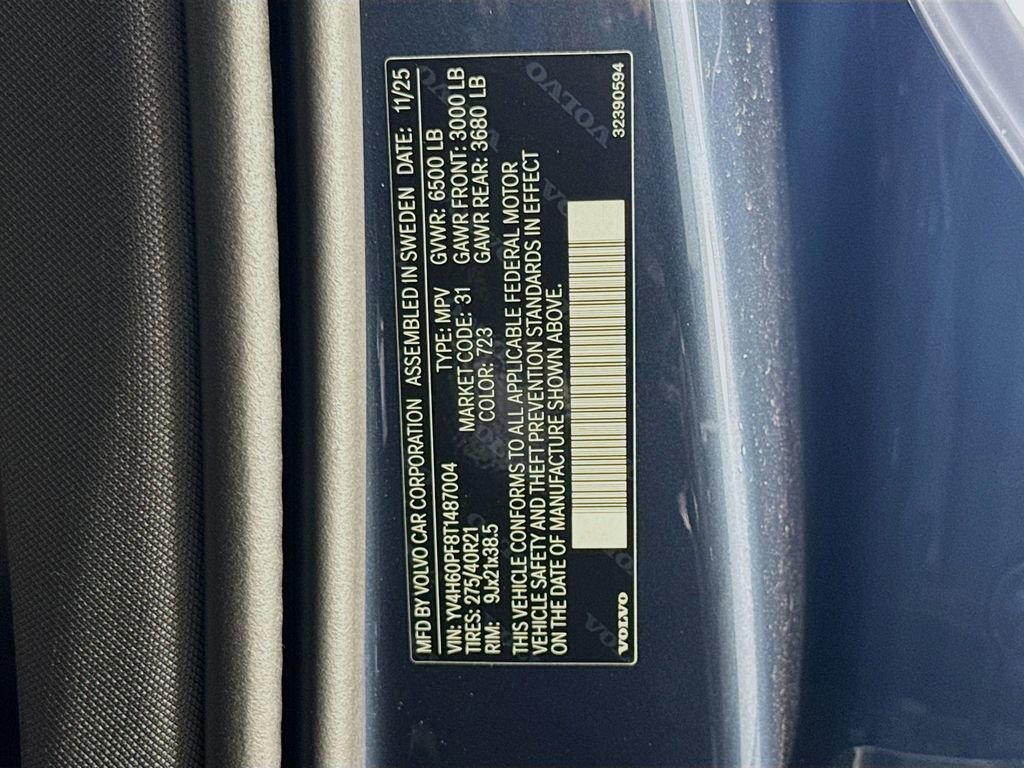 MFD BY VOLVO CAR CORPORATION ASSEMBLED IN SWEDEN DATE: 11/25
VIN: YV4H60PF8T1487004 TYPE: MPV GVWR: 6500 LB
TIRES: 275/40R21 MARKET CODE: 31 GAWR FRONT: 3000 LB
RIM: 9Jx21x38.5 COLOR: 723 GAWR REAR: 3680 LB
THIS VEHICLE CONFORMS TO ALL APPLICABLE FEDERAL MOTOR
VEHICLE SAFETY AND THEFT PREVENTION STANDARDS IN EFFECT
ON THE DATE OF MANUFACTURE SHOWN ABOVE.
VOLVO 32390594